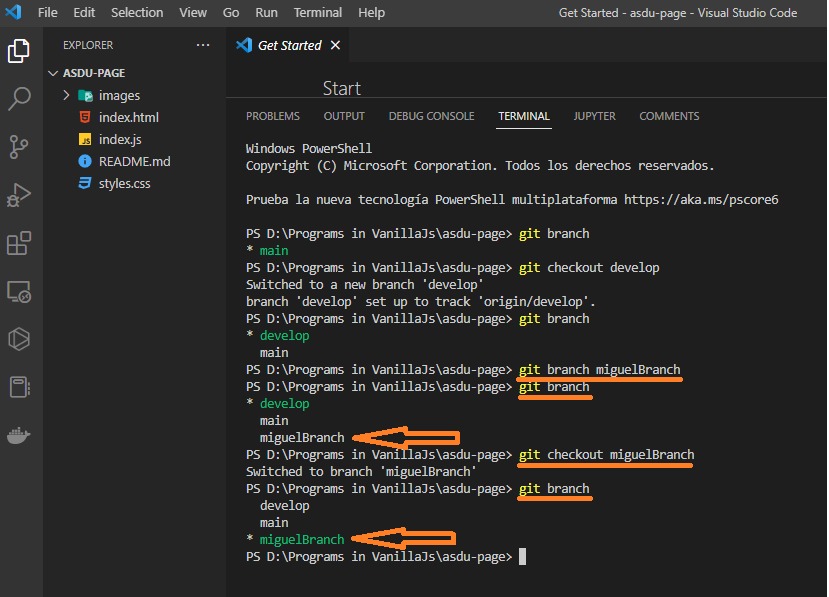 File Edit Selection View Go Run Terminal Help
Get Started - asdu-page - Visual Studio Code
EXPLORER
ASDU-PAGE
images
index.html
index.js
README.md
styles.css
Get Started
Start
PROBLEMS OUTPUT DEBUG CONSOLE TERMINAL JUPYTER COMMENTS
Windows PowerShell
Copyright (C) Microsoft Corporation. Todos los derechos reservados.
Prueba la nueva tecnología PowerShell multiplataforma https://aka.ms/pscore6
PS D:\Programs in VanillaJs\asdu-page> git branch
* main
PS D:\Programs in VanillaJs\asdu-page> git checkout develop
Switched to a new branch 'develop'
branch 'develop' set up to track 'origin/develop'.
PS D:\Programs in VanillaJs\asdu-page> git branch
* develop
main
PS D:\Programs in VanillaJs\asdu-page> git branch miguelBranch
PS D:\Programs in VanillaJs\asdu-page> git branch
* develop
main
miguelBranch
PS D:\Programs in VanillaJs\asdu-page> git checkout miguelBranch
Switched to branch 'miguelBranch'
PS D:\Programs in VanillaJs\asdu-page> git branch
develop
main
* miguelBranch
PS D:\Programs in VanillaJs\asdu-page>